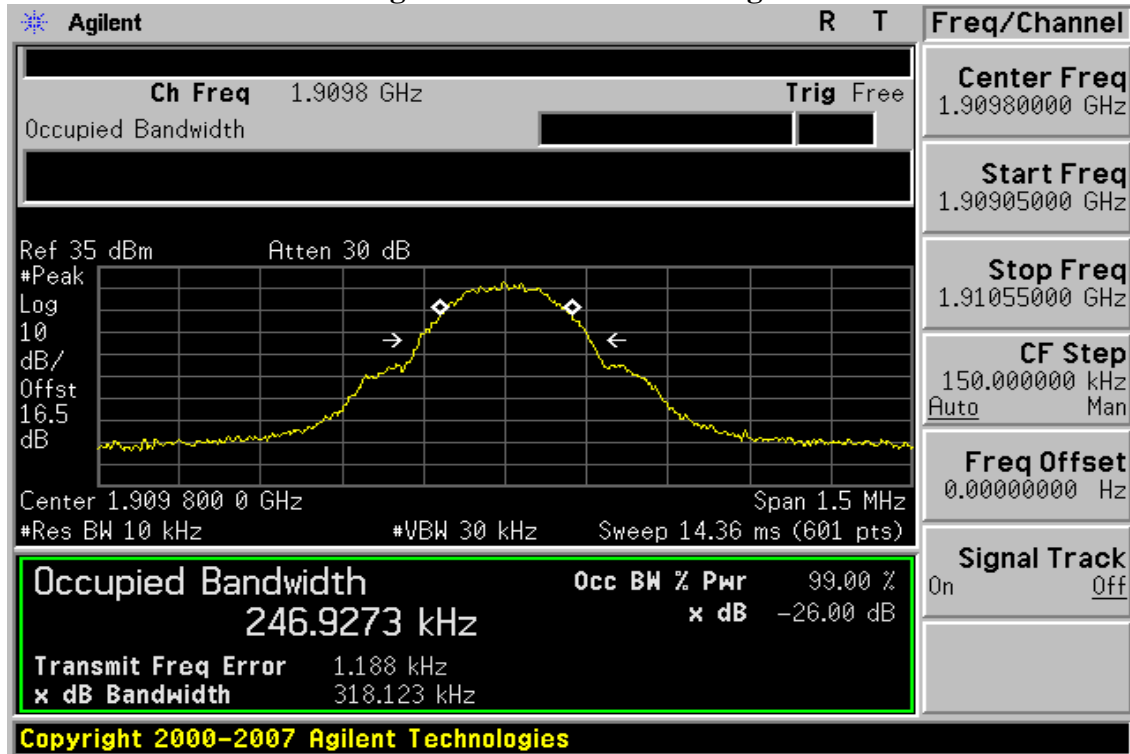 Agilent R T Freq/Channel
Ch Freq 1.9098 GHz Trig Free
Occupied Bandwidth
Center Freq
1.90980000 GHz
Start Freq
1.90905000 GHz
Stop Freq
1.91055000 GHz
CF Step
150.000000 kHz
Auto Man
Freq Offset
0.00000000 Hz
Signal Track
On Off
Ref 35 dBm Atten 30 dB
#Peak
Log
10
dB/
Offst
16.5
dB
Center 1.909 800 0 GHz Span 1.5 MHz
#Res BW 10 kHz #VBW 30 kHz Sweep 14.36 ms (601 pts)
Occupied Bandwidth Occ BW % Pwr 99.00 %
246.9273 kHz x dB -26.00 dB
Transmit Freq Error 1.188 kHz
x dB Bandwidth 318.123 kHz
Copyright 2000-2007 Agilent Technologies